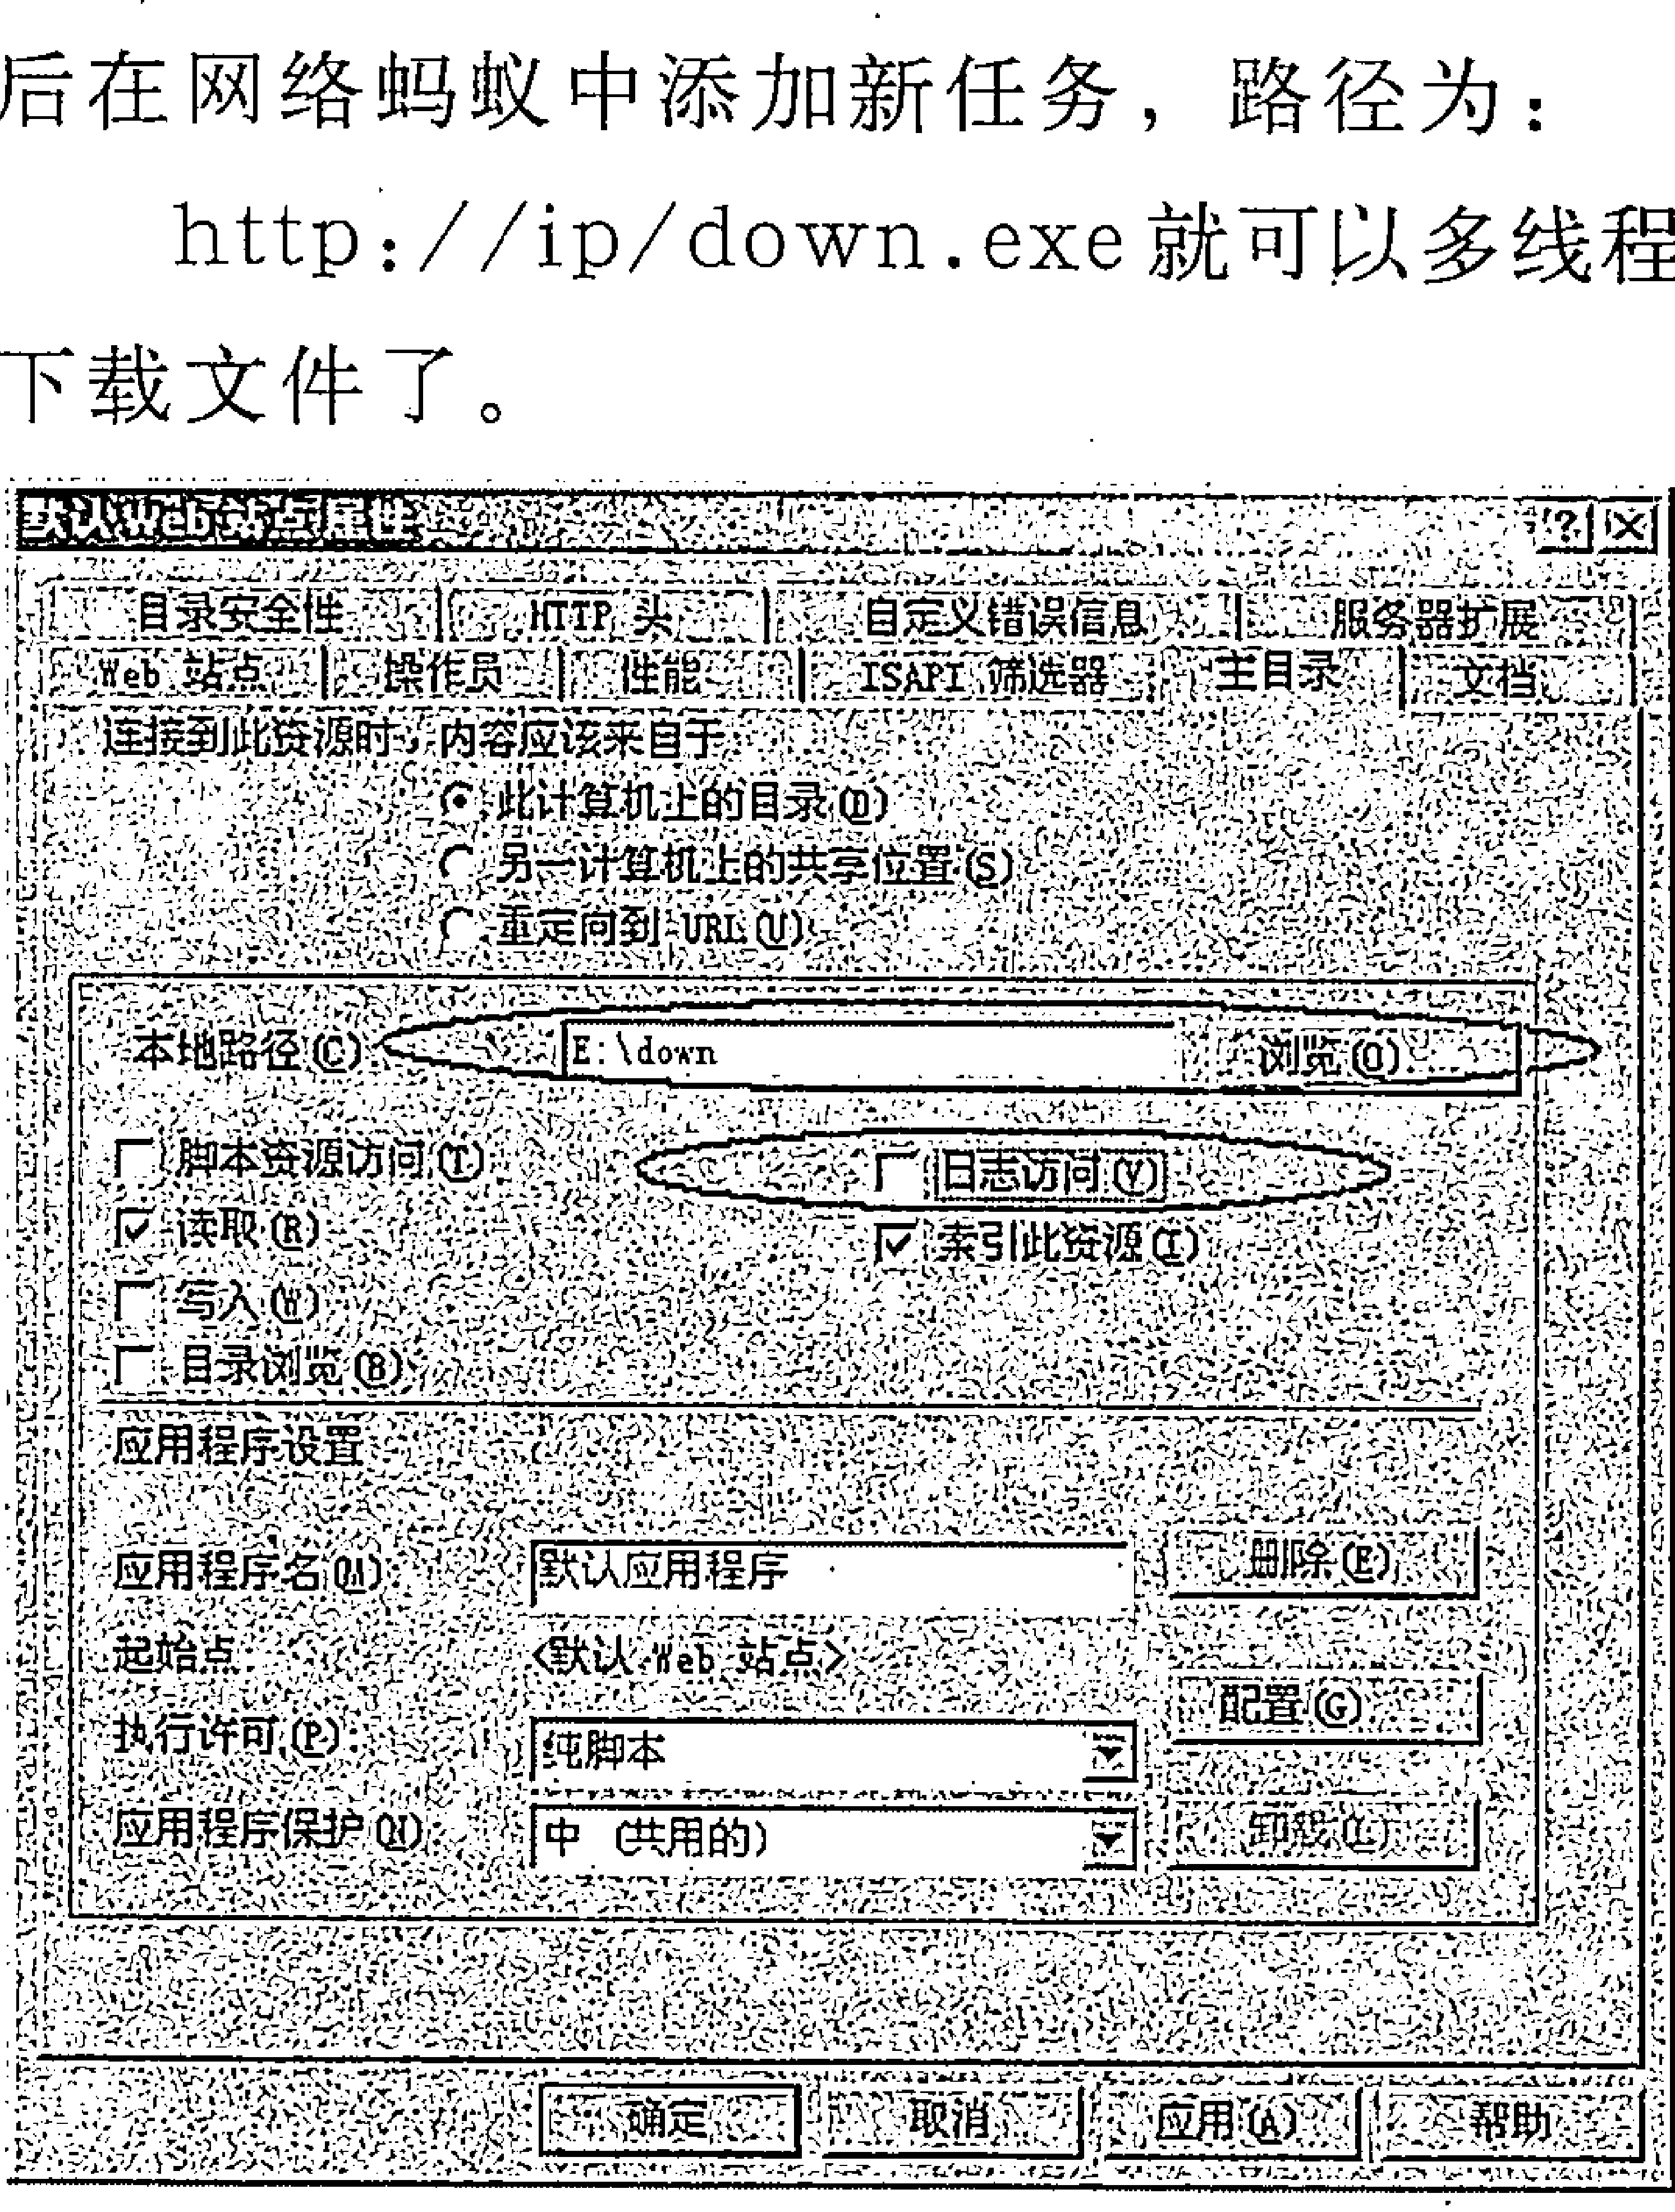 后在网络蚂蚁中添加新任务，路径为：
http://ip/down.exe就可以多线程
下载文件了。
默认Web站点属性
目录安全性 HTTP 头 自定义错误信息 服务器扩展
Web 站点 操作员 性能 ISAPI 筛选器 主目录 文档
连接到此资源时，内容应该来自于
此计算机上的目录(D)
另一计算机上的共享位置(S)
重定向到 URL(U)
本地路径(C) E:\down 浏览(O)
脚本资源访问(T) 日志访问(V)
读取(R) 索引此资源(I)
写入(W)
目录浏览(B)
应用程序设置
应用程序名(M) 默认应用程序 删除(E)
起始点 <默认 Web 站点>
配置(G)
执行许可(P): 纯脚本
应用程序保护(N) 中 (共用的) 卸载(L)
确定 取消 应用(A) 帮助